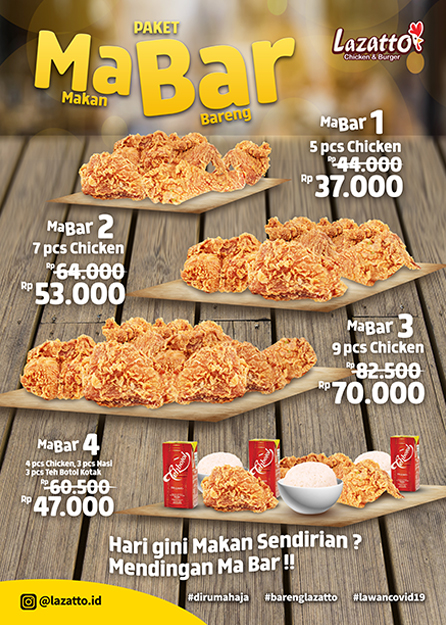 PAKET
MaBar
Makan
Bareng
Lazatto
Chicken & Burger
MaBar 1
5 pcs Chicken
Rp 44.000
Rp 37.000
MaBar 2
7 pcs Chicken
Rp 64.000
Rp 53.000
MaBar 3
9 pcs Chicken
Rp 82.500
Rp 70.000
MaBar 4
4 pcs Chicken, 3 pcs Nasi
3 pcs Teh Botol Kotak
Rp 60.500
Rp 47.000
Hari gini Makan Sendirian ?
Mendingan Ma Bar !!
@lazatto.id
#dirumahaja #barenglazatto #lawancovid19